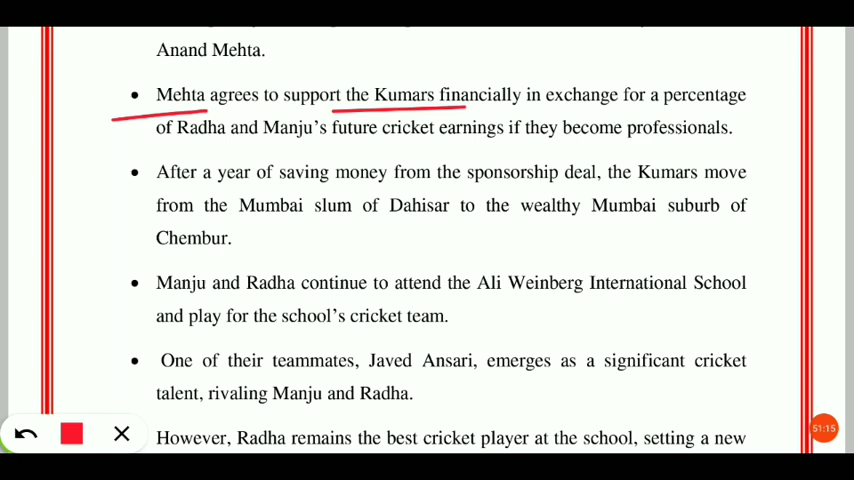 Anand Mehta.
• Mehta agrees to support the Kumars financially in exchange for a percentage
of Radha and Manju's future cricket earnings if they become professionals.
• After a year of saving money from the sponsorship deal, the Kumars move
from the Mumbai slum of Dahisar to the wealthy Mumbai suburb of
Chembur.
• Manju and Radha continue to attend the Ali Weinberg International School
and play for the school's cricket team.
• One of their teammates, Javed Ansari, emerges as a significant cricket
talent, rivaling Manju and Radha.
However, Radha remains the best cricket player at the school, setting a new
51:15